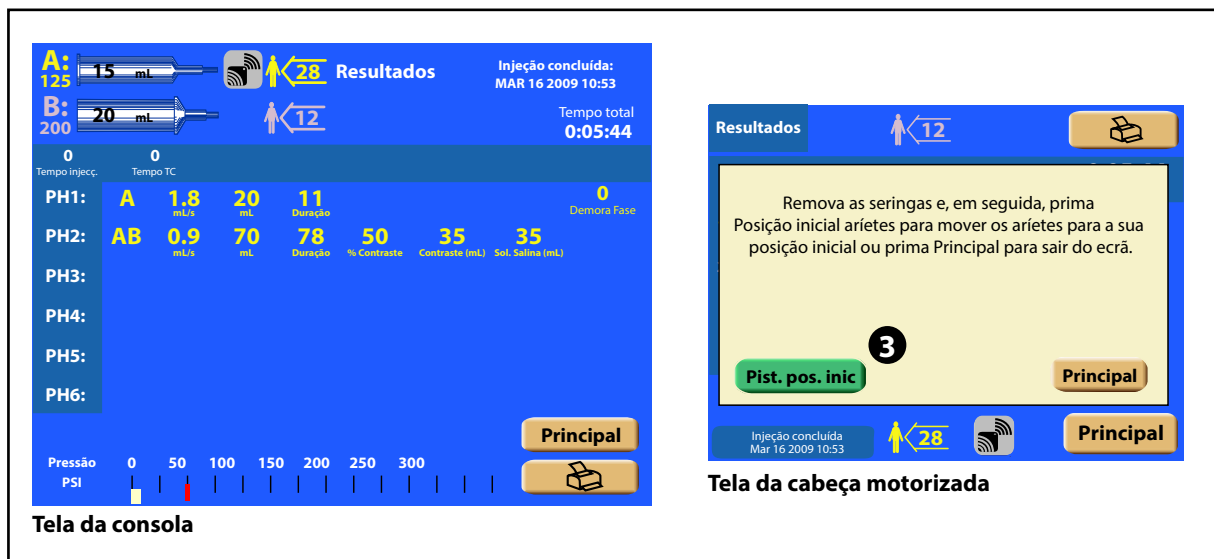 A:
125
15 mL
28
Resultados
Injeção concluída:
MAR 16 2009 10:53
B:
200
20 mL
12
Tempo total
0:05:44
0
0
Tempo injecç.
Tempo TC
PH1: A 1.8 20 11 0
mL/s mL Duração Demora Fase
PH2: AB 0.9 70 78 50 35 35
mL/s mL Duração % Contraste Contraste (mL) Sol. Salina (mL)
PH3:
PH4:
PH5:
PH6:
Principal
Pressão 0 50 100 150 200 250 300
PSI
Tela da consola
Resultados
12
Remova as seringas e, em seguida, prima
Posição inicial aríetes para mover os aríetes para a sua
posição inicial ou prima Principal para sair do ecrã.
3
Pist. pos. inic
Principal
Injeção concluída
Mar 16 2009 10:53
28
Principal
Tela da cabeça motorizada